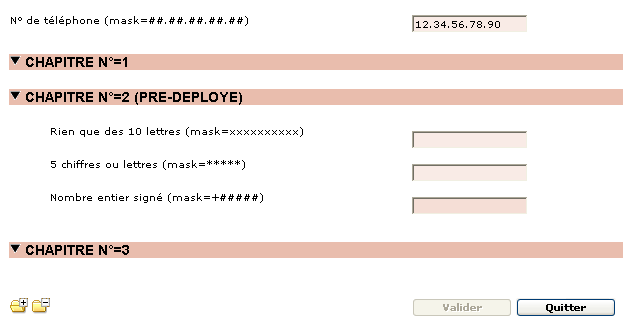 N° de téléphone (mask=##.##.##.##.##) 12.34.56.78.90
CHAPITRE N°=1
CHAPITRE N°=2 (PRE-DEPLOYE)
Rien que des 10 lettres (mask=xxxxxxxxxx)
5 chiffres ou lettres (mask=*****)
Nombre entier signé (mask=+#####)
CHAPITRE N°=3
Valider Quitter